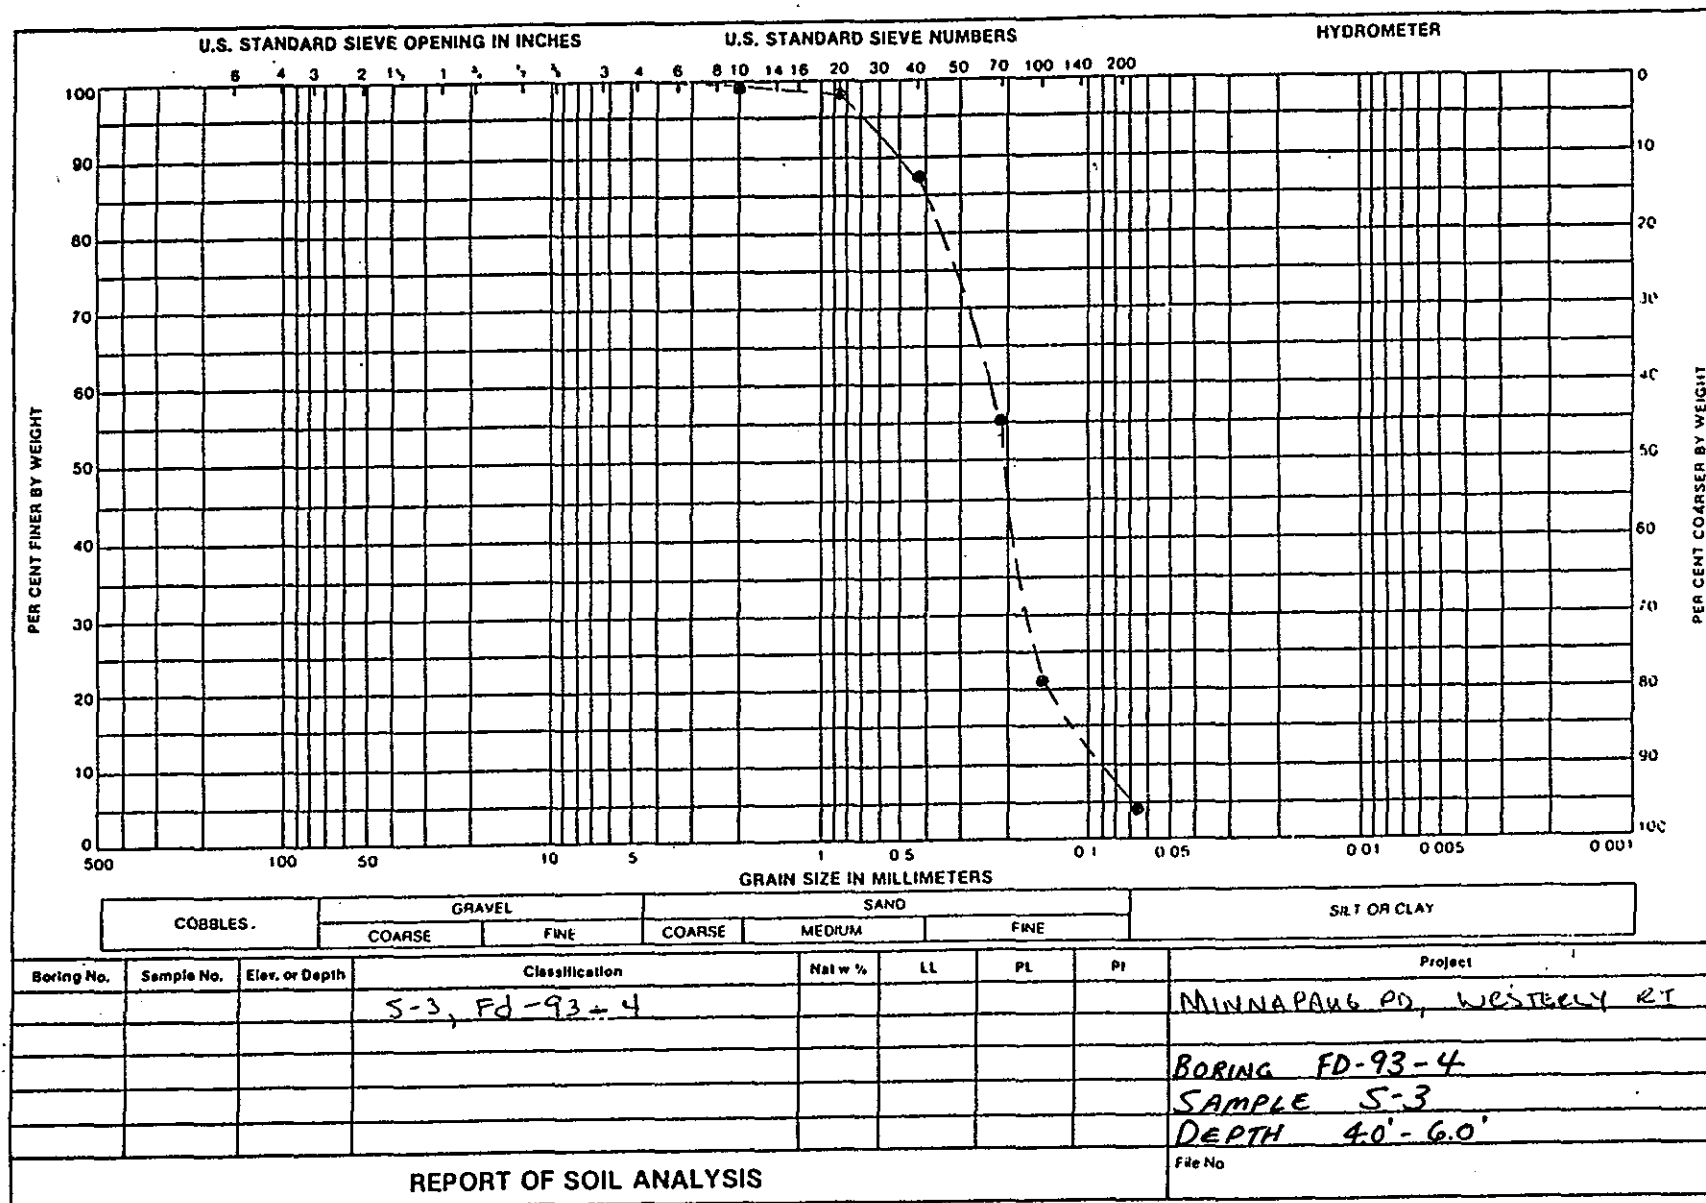 U.S. STANDARD SIEVE OPENING IN INCHES U.S. STANDARD SIEVE NUMBERS HYDROMETER
6 4 3 2 1½ 1 ¾ ½ ⅜ 3 4 6 8 10 14 16 20 30 40 50 70 100 140 200
100 0
90 10
80 20
70 30
60 40
50 50
40 60
30 70
20 80
10 90
0 100
PER CENT FINER BY WEIGHT
PER CENT COARSER BY WEIGHT
500 100 50 10 5 1 0.5 0.1 0.05 0.01 0.005 0.001
GRAIN SIZE IN MILLIMETERS
COBBLES. GRAVEL SAND SILT OR CLAY
COARSE FINE COARSE MEDIUM FINE
Boring No. Sample No. Elev. or Depth Classification Nat w % LL PL PI Project
S-3, Fd-93-4 MINNAPAUG PD, WESTERLY RI
BORING FD-93-4
SAMPLE S-3
DEPTH 4.0'-6.0'
REPORT OF SOIL ANALYSIS File No